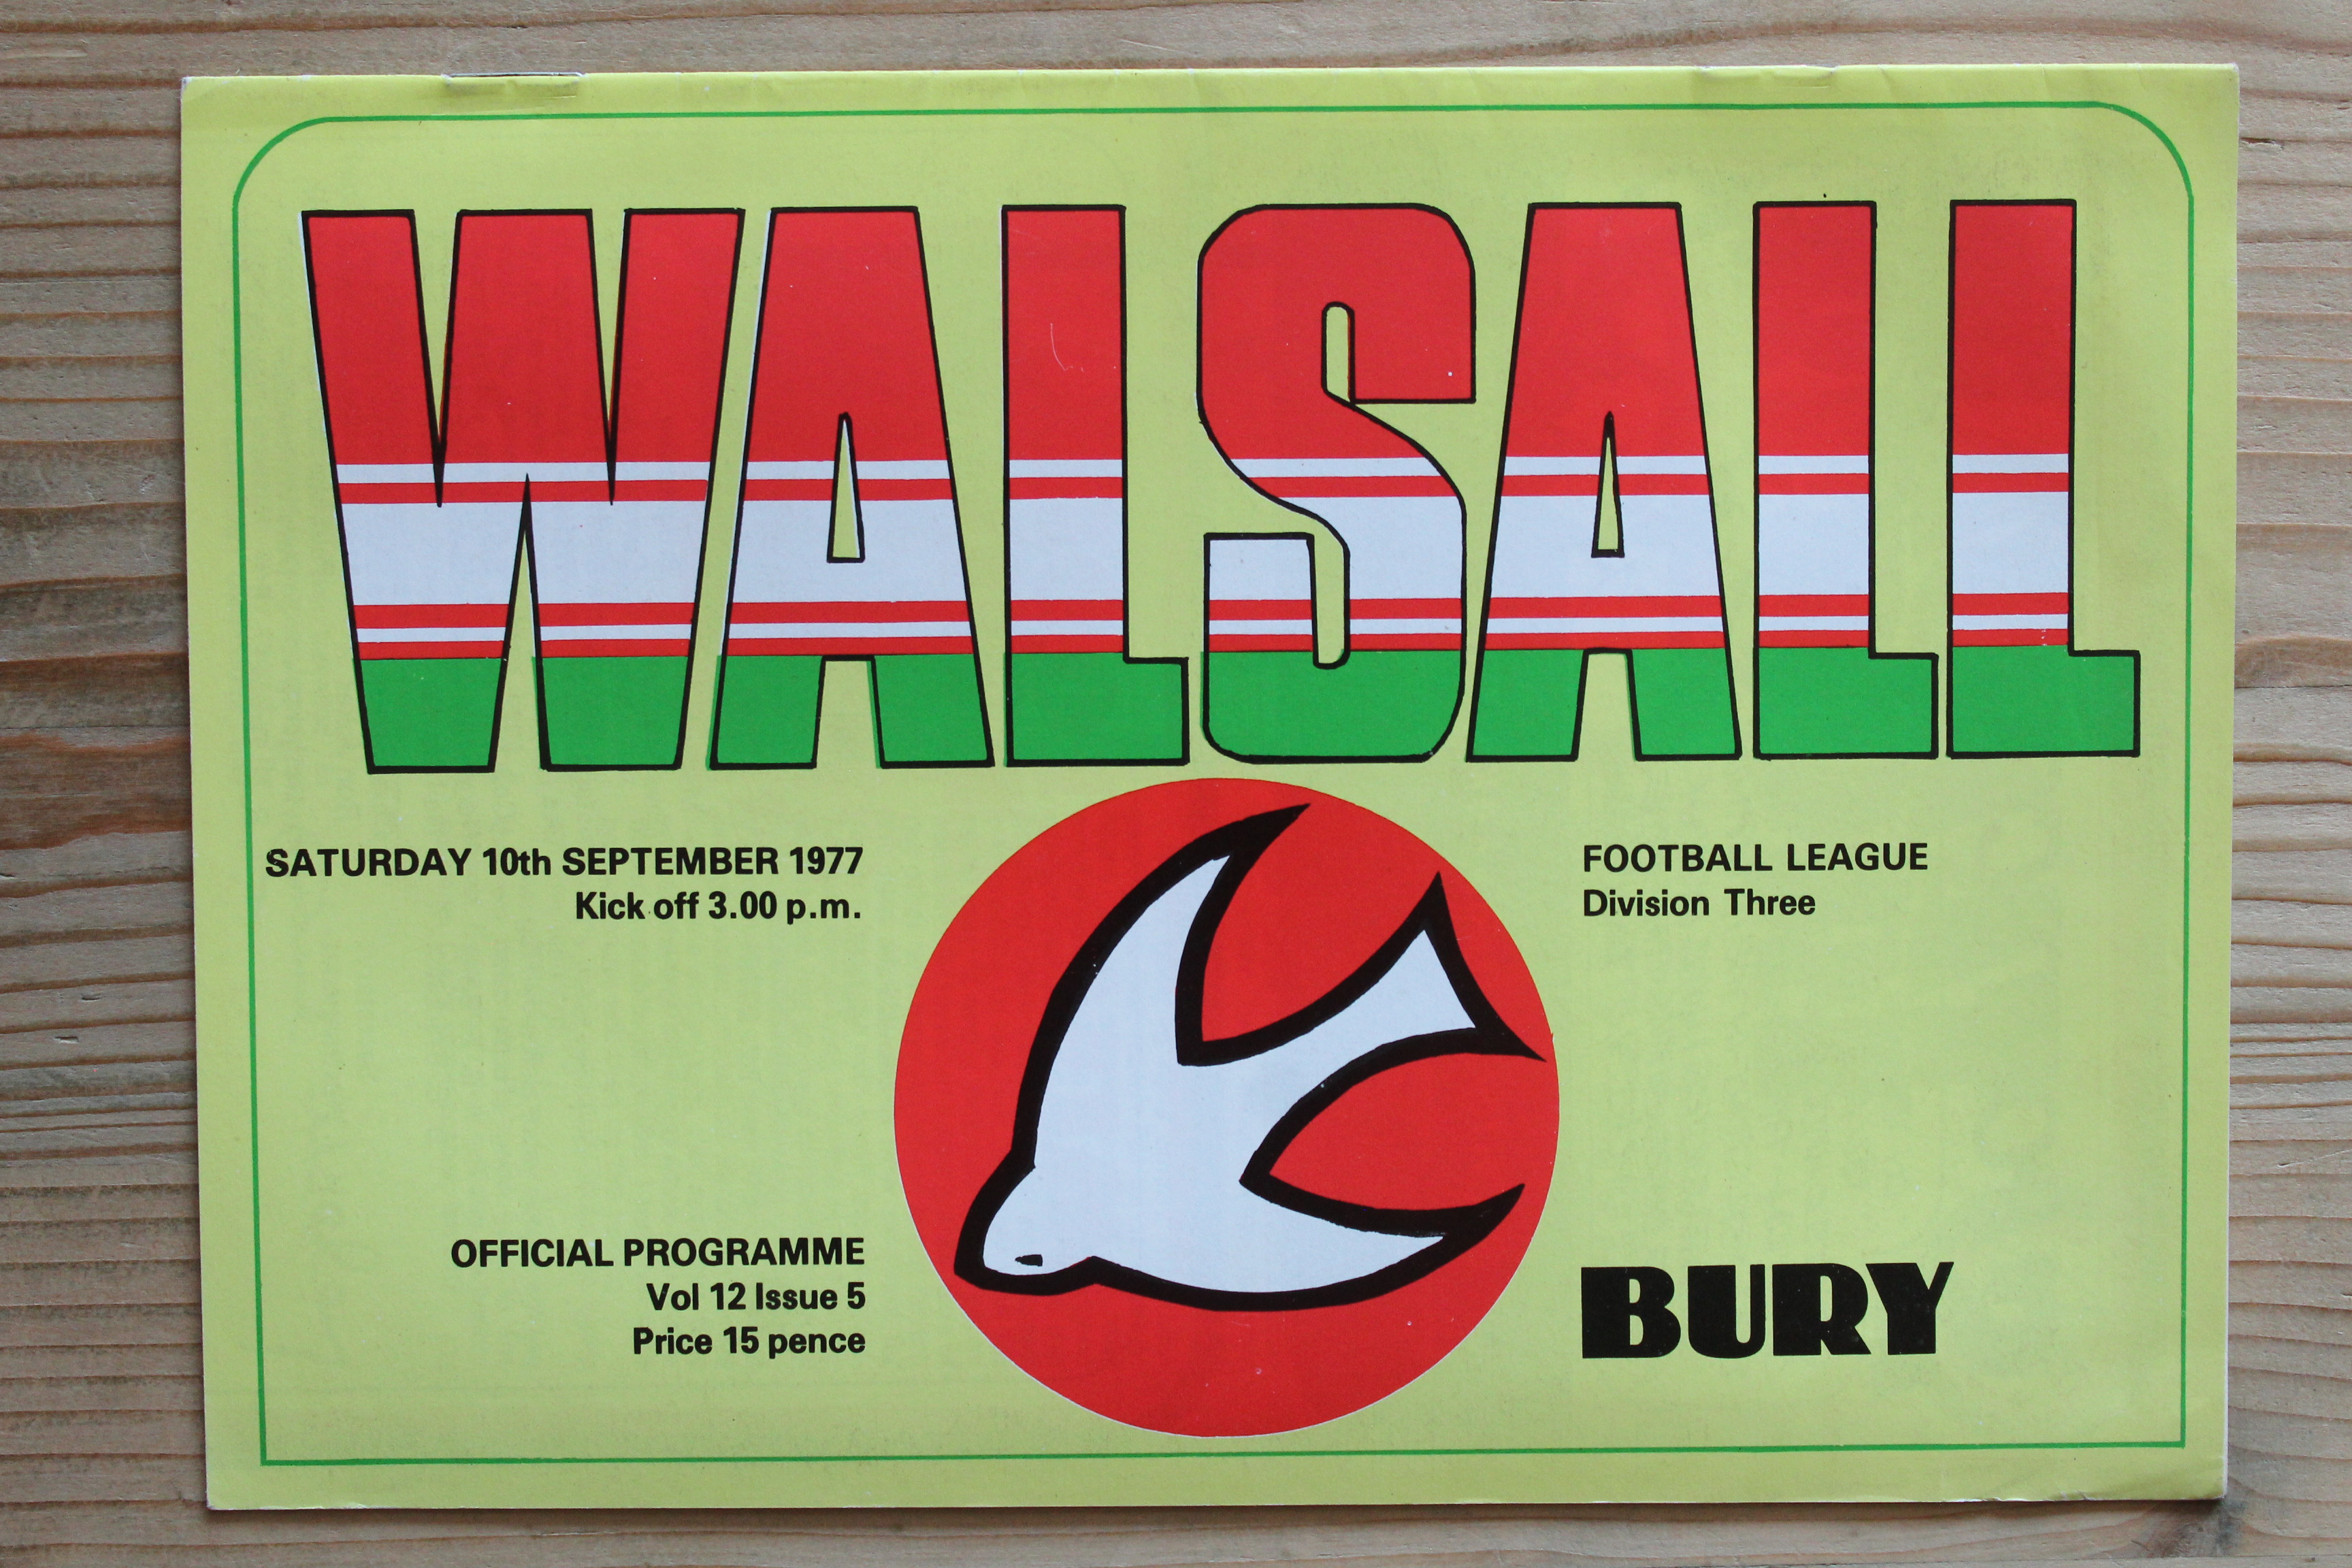 WALSALL
SATURDAY 10th SEPTEMBER 1977
Kick off 3.00 p.m.
FOOTBALL LEAGUE
Division Three
OFFICIAL PROGRAMME
Vol 12 Issue 5
Price 15 pence
BURY